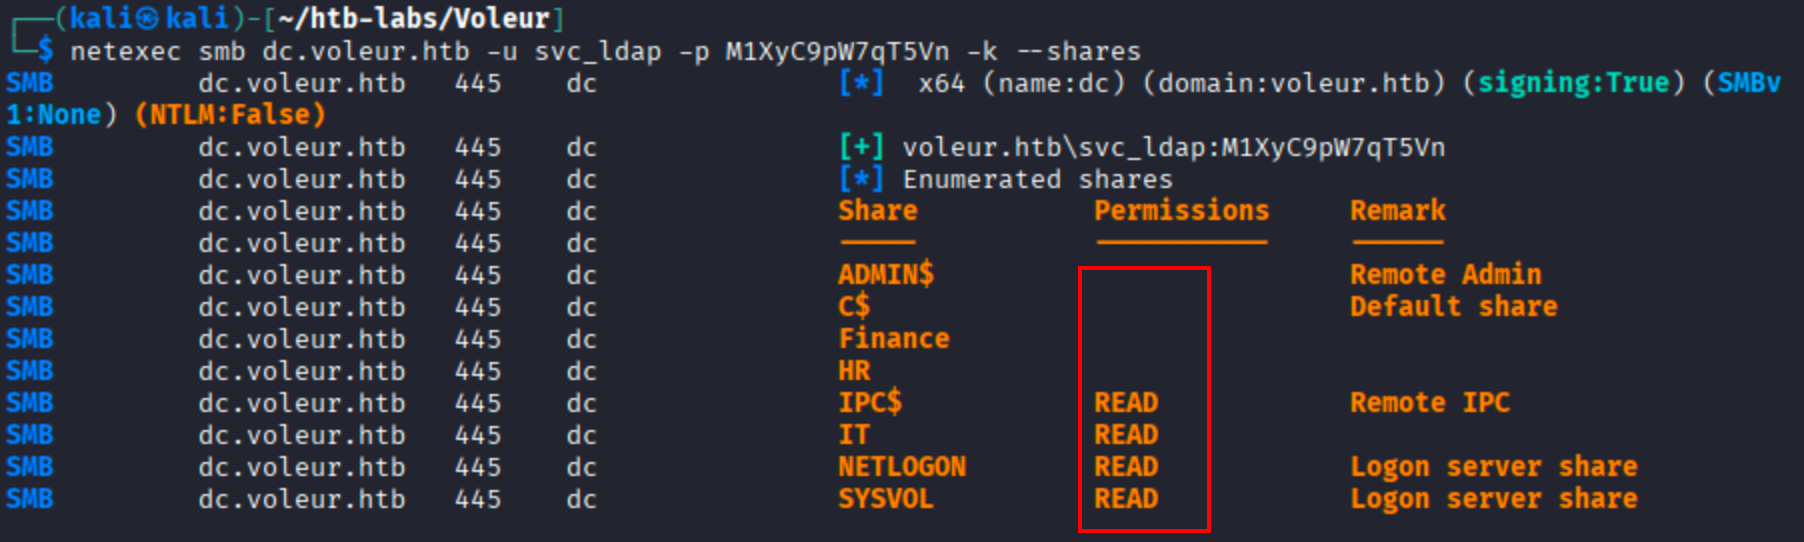 (kali㉿kali)-[~/htb-labs/Voleur]
$ netexec smb dc.voleur.htb -u svc_ldap -p M1XyC9pW7qT5Vn -k --shares
SMB dc.voleur.htb 445 dc [*] x64 (name:dc) (domain:voleur.htb) (signing:True) (SMBv
1:None) (NTLM:False)
SMB dc.voleur.htb 445 dc [+] voleur.htb\svc_ldap:M1XyC9pW7qT5Vn
SMB dc.voleur.htb 445 dc [*] Enumerated shares
SMB dc.voleur.htb 445 dc Share Permissions Remark
SMB dc.voleur.htb 445 dc ----- ----------- ------
SMB dc.voleur.htb 445 dc ADMIN$ Remote Admin
SMB dc.voleur.htb 445 dc C$ Default share
SMB dc.voleur.htb 445 dc Finance
SMB dc.voleur.htb 445 dc HR
SMB dc.voleur.htb 445 dc IPC$ READ Remote IPC
SMB dc.voleur.htb 445 dc IT READ
SMB dc.voleur.htb 445 dc NETLOGON READ Logon server share
SMB dc.voleur.htb 445 dc SYSVOL READ Logon server share